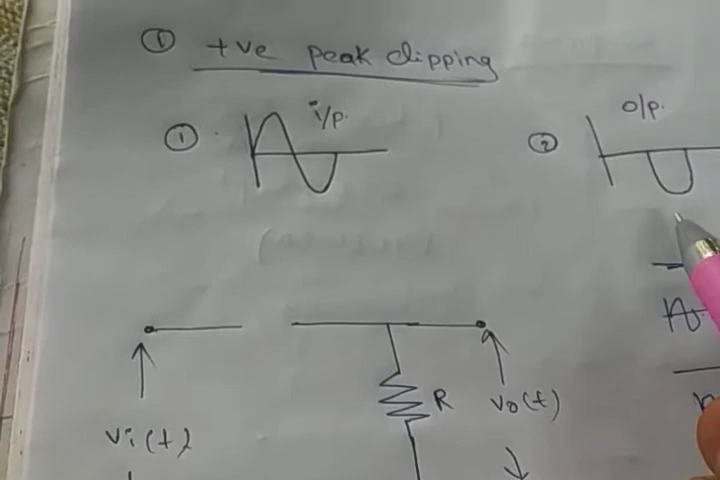 ① +ve peak clipping
① i/p.
② o/p.
R
vo(t)
vi(t)